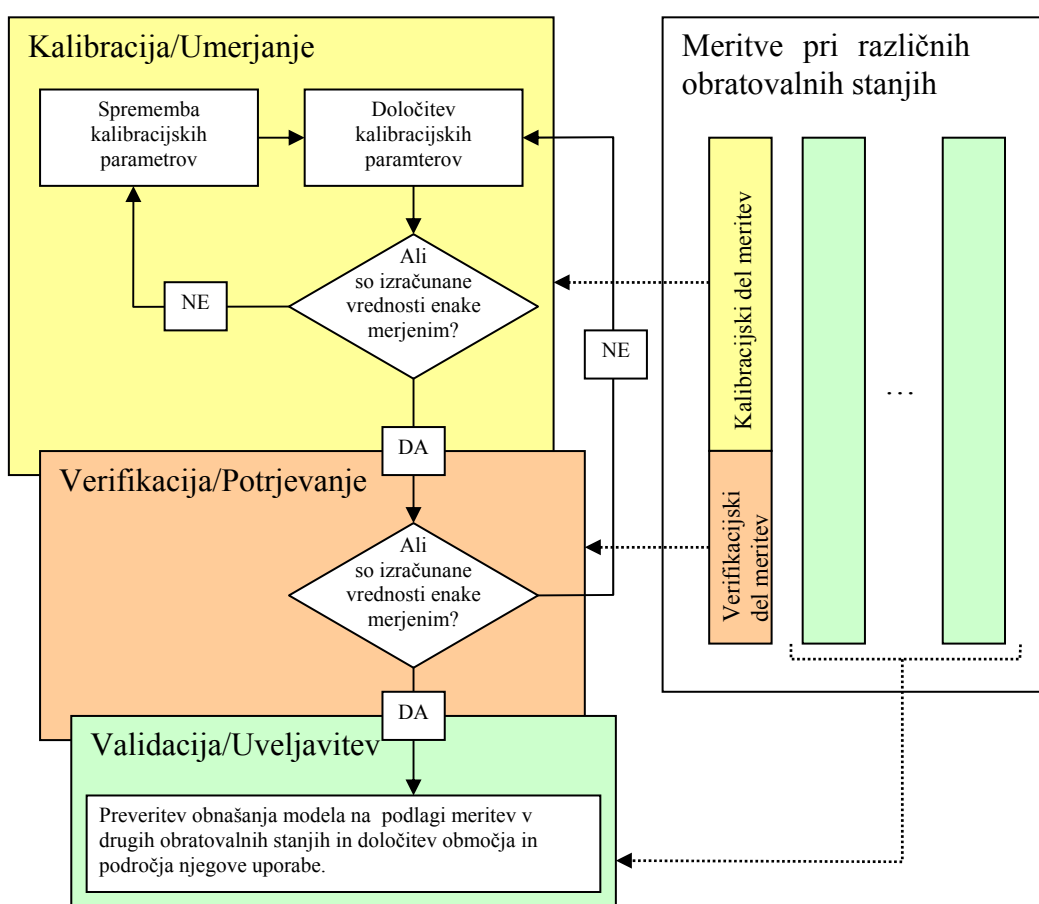 Kalibracija/Umerjanje
Sprememba
kalibracijskih
parametrov
Določitev
kalibracijskih
paramterov
Ali
so izračunane
vrednosti enake
merjenim?
NE
NE
DA
Verifikacija/Potrjevanje
Ali
so izračunane
vrednosti enake
merjenim?
DA
Validacija/Uveljavitev
Preveritev obnašanja modela na podlagi meritev v
drugih obratovalnih stanjih in določitev območja in
področja njegove uporabe.
Meritve pri različnih
obratovalnih stanjih
Kalibracijski del meritev
Verifikacijski
del meritev
...